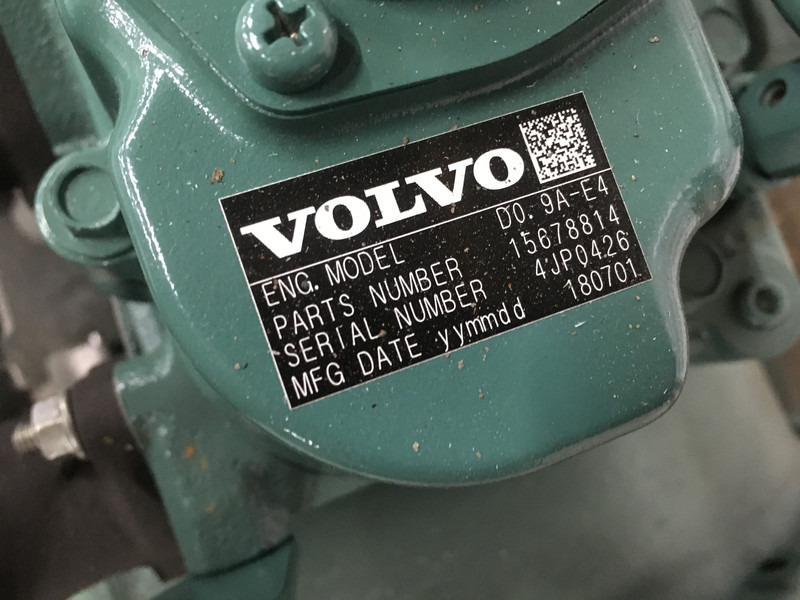 VOLVO
ENG. MODEL D0. 9A-E4
PARTS NUMBER 15678814
SERIAL NUMBER 4JP0426
MFG DATE yymmdd 180701